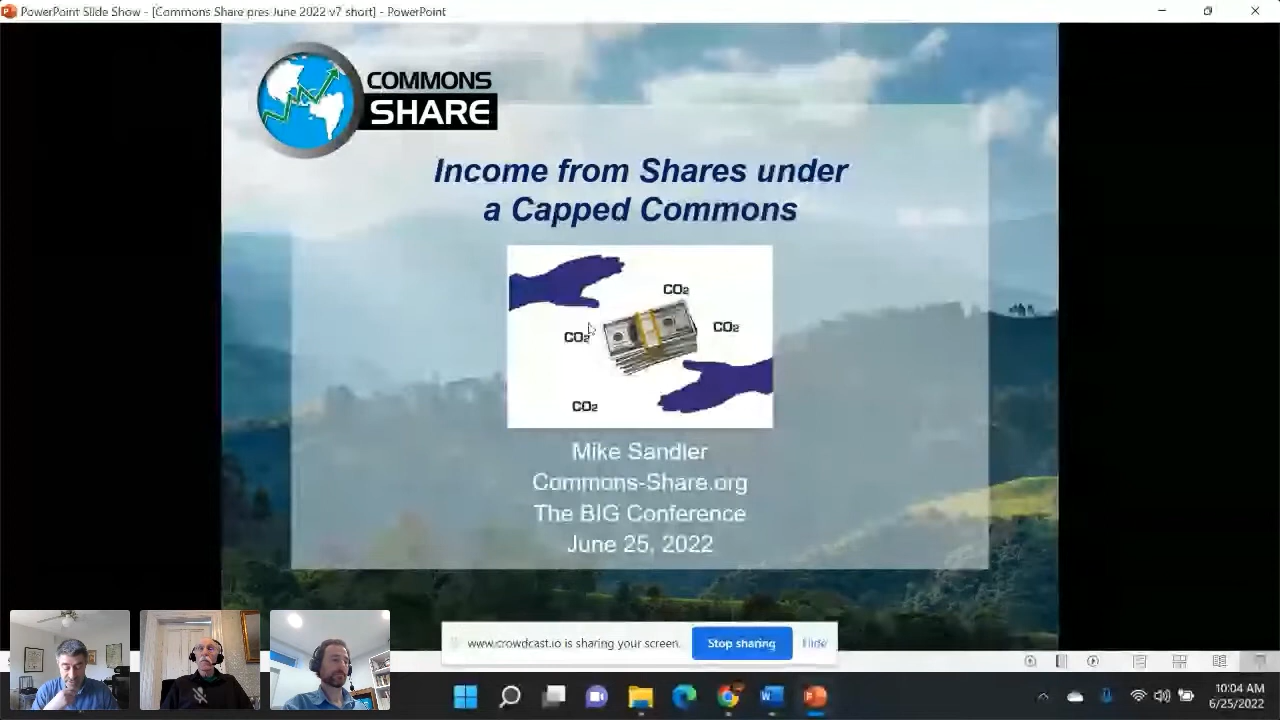 PowerPoint Slide Show - [Commons Share pres June 2022 v7 short] - PowerPoint
COMMONS
SHARE
Income from Shares under
a Capped Commons
CO₂
CO₂
CO₂
CO₂
Mike Sandler
Commons-Share.org
The BIG Conference
June 25, 2022
www.crowdcast.io is sharing your screen.
Stop sharing
Hide
10:04 AM
6/25/2022